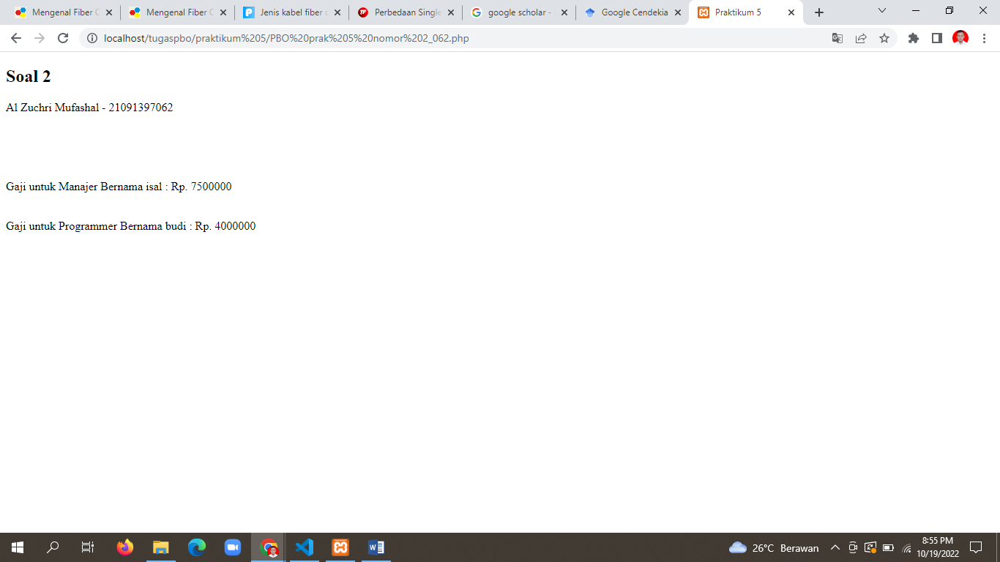 Mengenal Fiber O
Mengenal Fiber O
Jenis kabel fiber o
Perbedaan Single
google scholar -
Google Cendekia
Praktikum 5
localhost/tugaspbo/praktikum%205/PBO%20prak%205%20nomor%202_062.php
Soal 2
Al Zuchri Mufashal - 21091397062
Gaji untuk Manajer Bernama isal : Rp. 7500000
Gaji untuk Programmer Bernama budi : Rp. 4000000
26°C Berawan
8:55 PM
10/19/2022